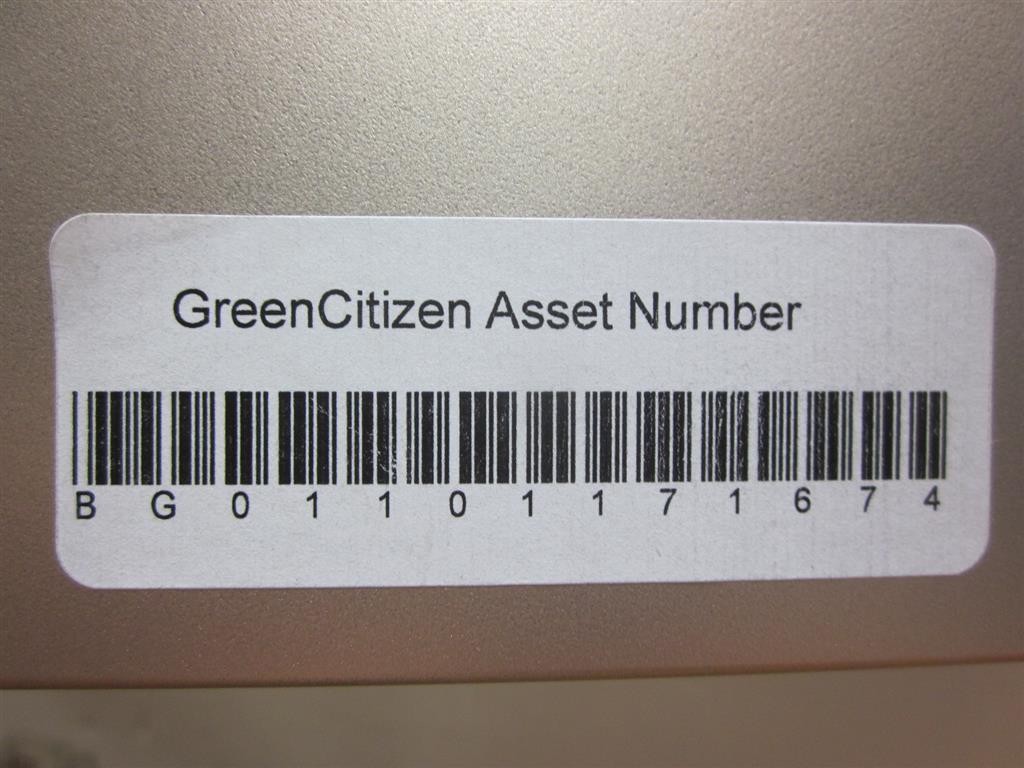 GreenCitizen Asset Number
B G 0 1 1 0 1 1 7 1 6 7 4